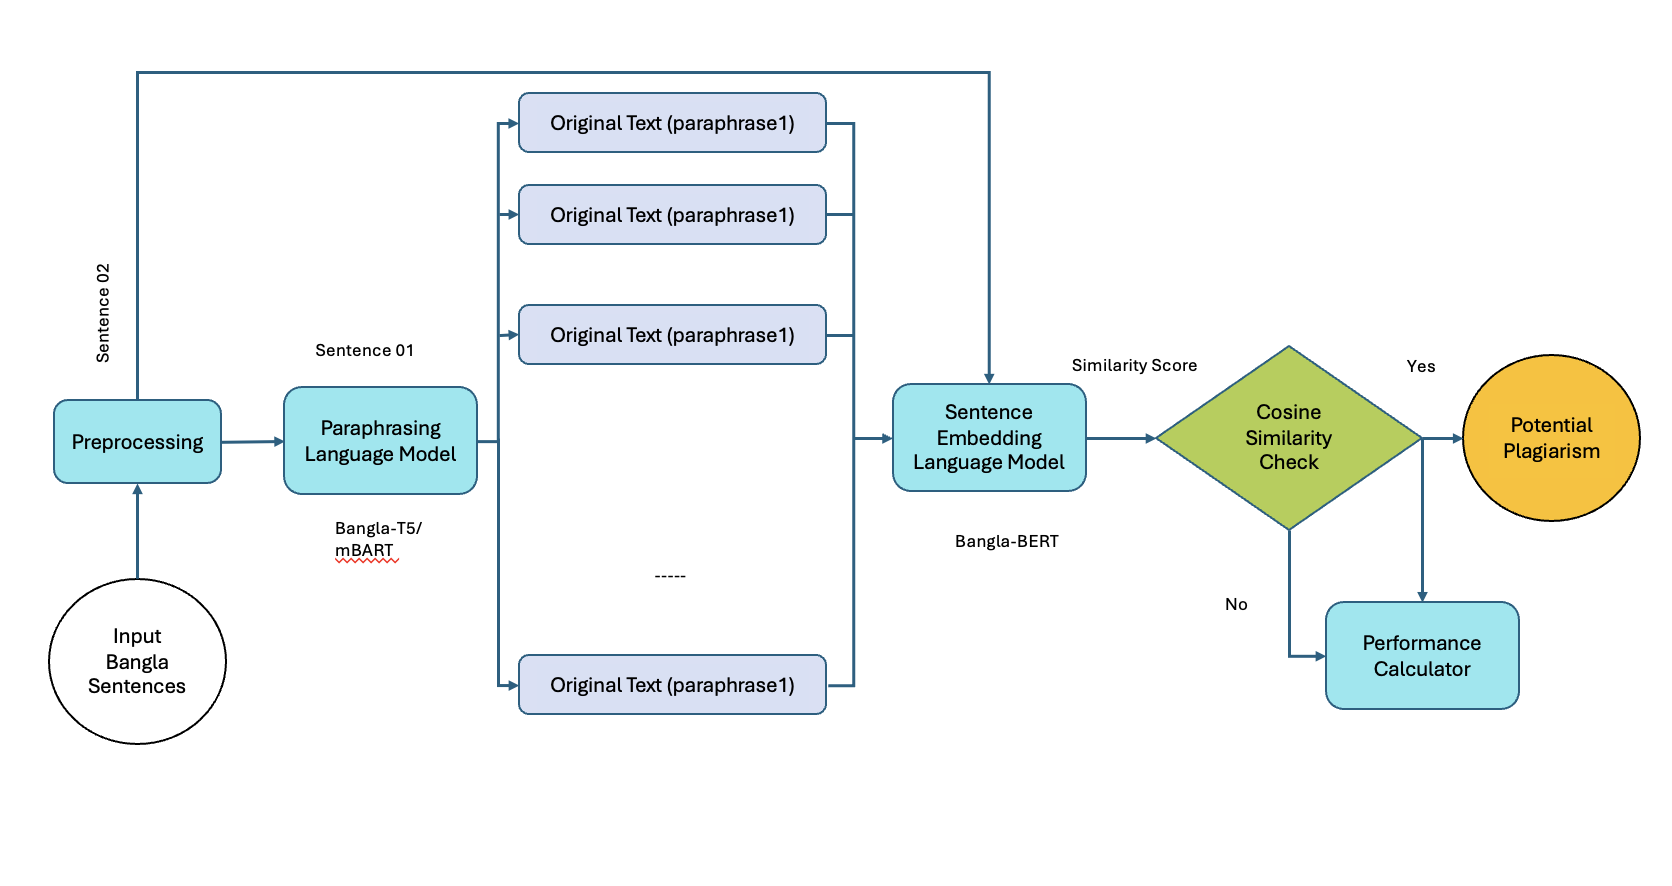 Original Text (paraphrase1)
Original Text (paraphrase1)
Original Text (paraphrase1)
-----
Original Text (paraphrase1)
Sentence 02
Sentence 01
Preprocessing
Paraphrasing
Language Model
Bangla-T5/
mBART
Input
Bangla
Sentences
Sentence
Embedding
Language Model
Bangla-BERT
Similarity Score
Cosine
Similarity
Check
Yes
Potential
Plagiarism
No
Performance
Calculator